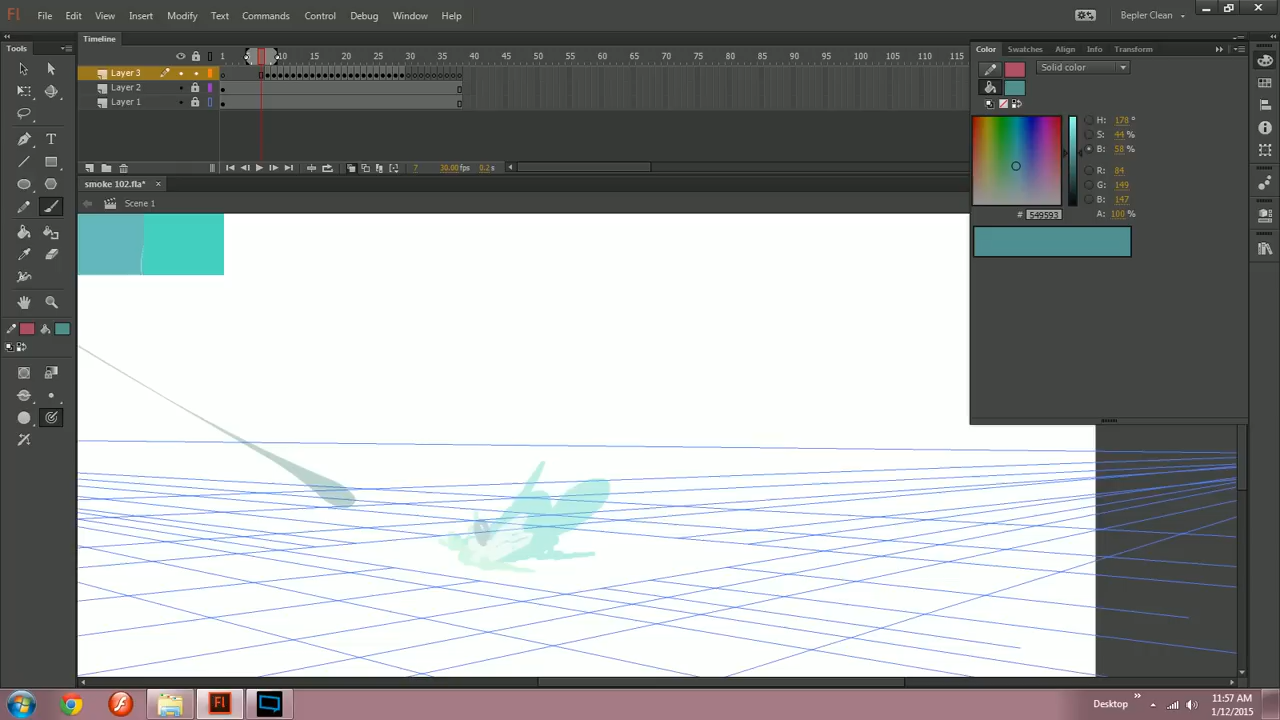 Fl File Edit View Insert Modify Text Commands Control Debug Window Help Bepler Clean
Tools Timeline Color Swatches Align Info Transform
1 5 10 15 20 25 30 35 40 45 50 55 60 65 70 75 80 85 90 95 100 105 110 115
Layer 3
Layer 2
Layer 1
7 30.00 fps 0.2 s
smoke 102.fla* ×
Scene 1
T
Solid color
H: 178 °
S: 44 %
B: 58 %
R: 84
G: 149
B: 147
# 549593 A: 100 %
Fl
Desktop
11:57 AM
1/12/2015